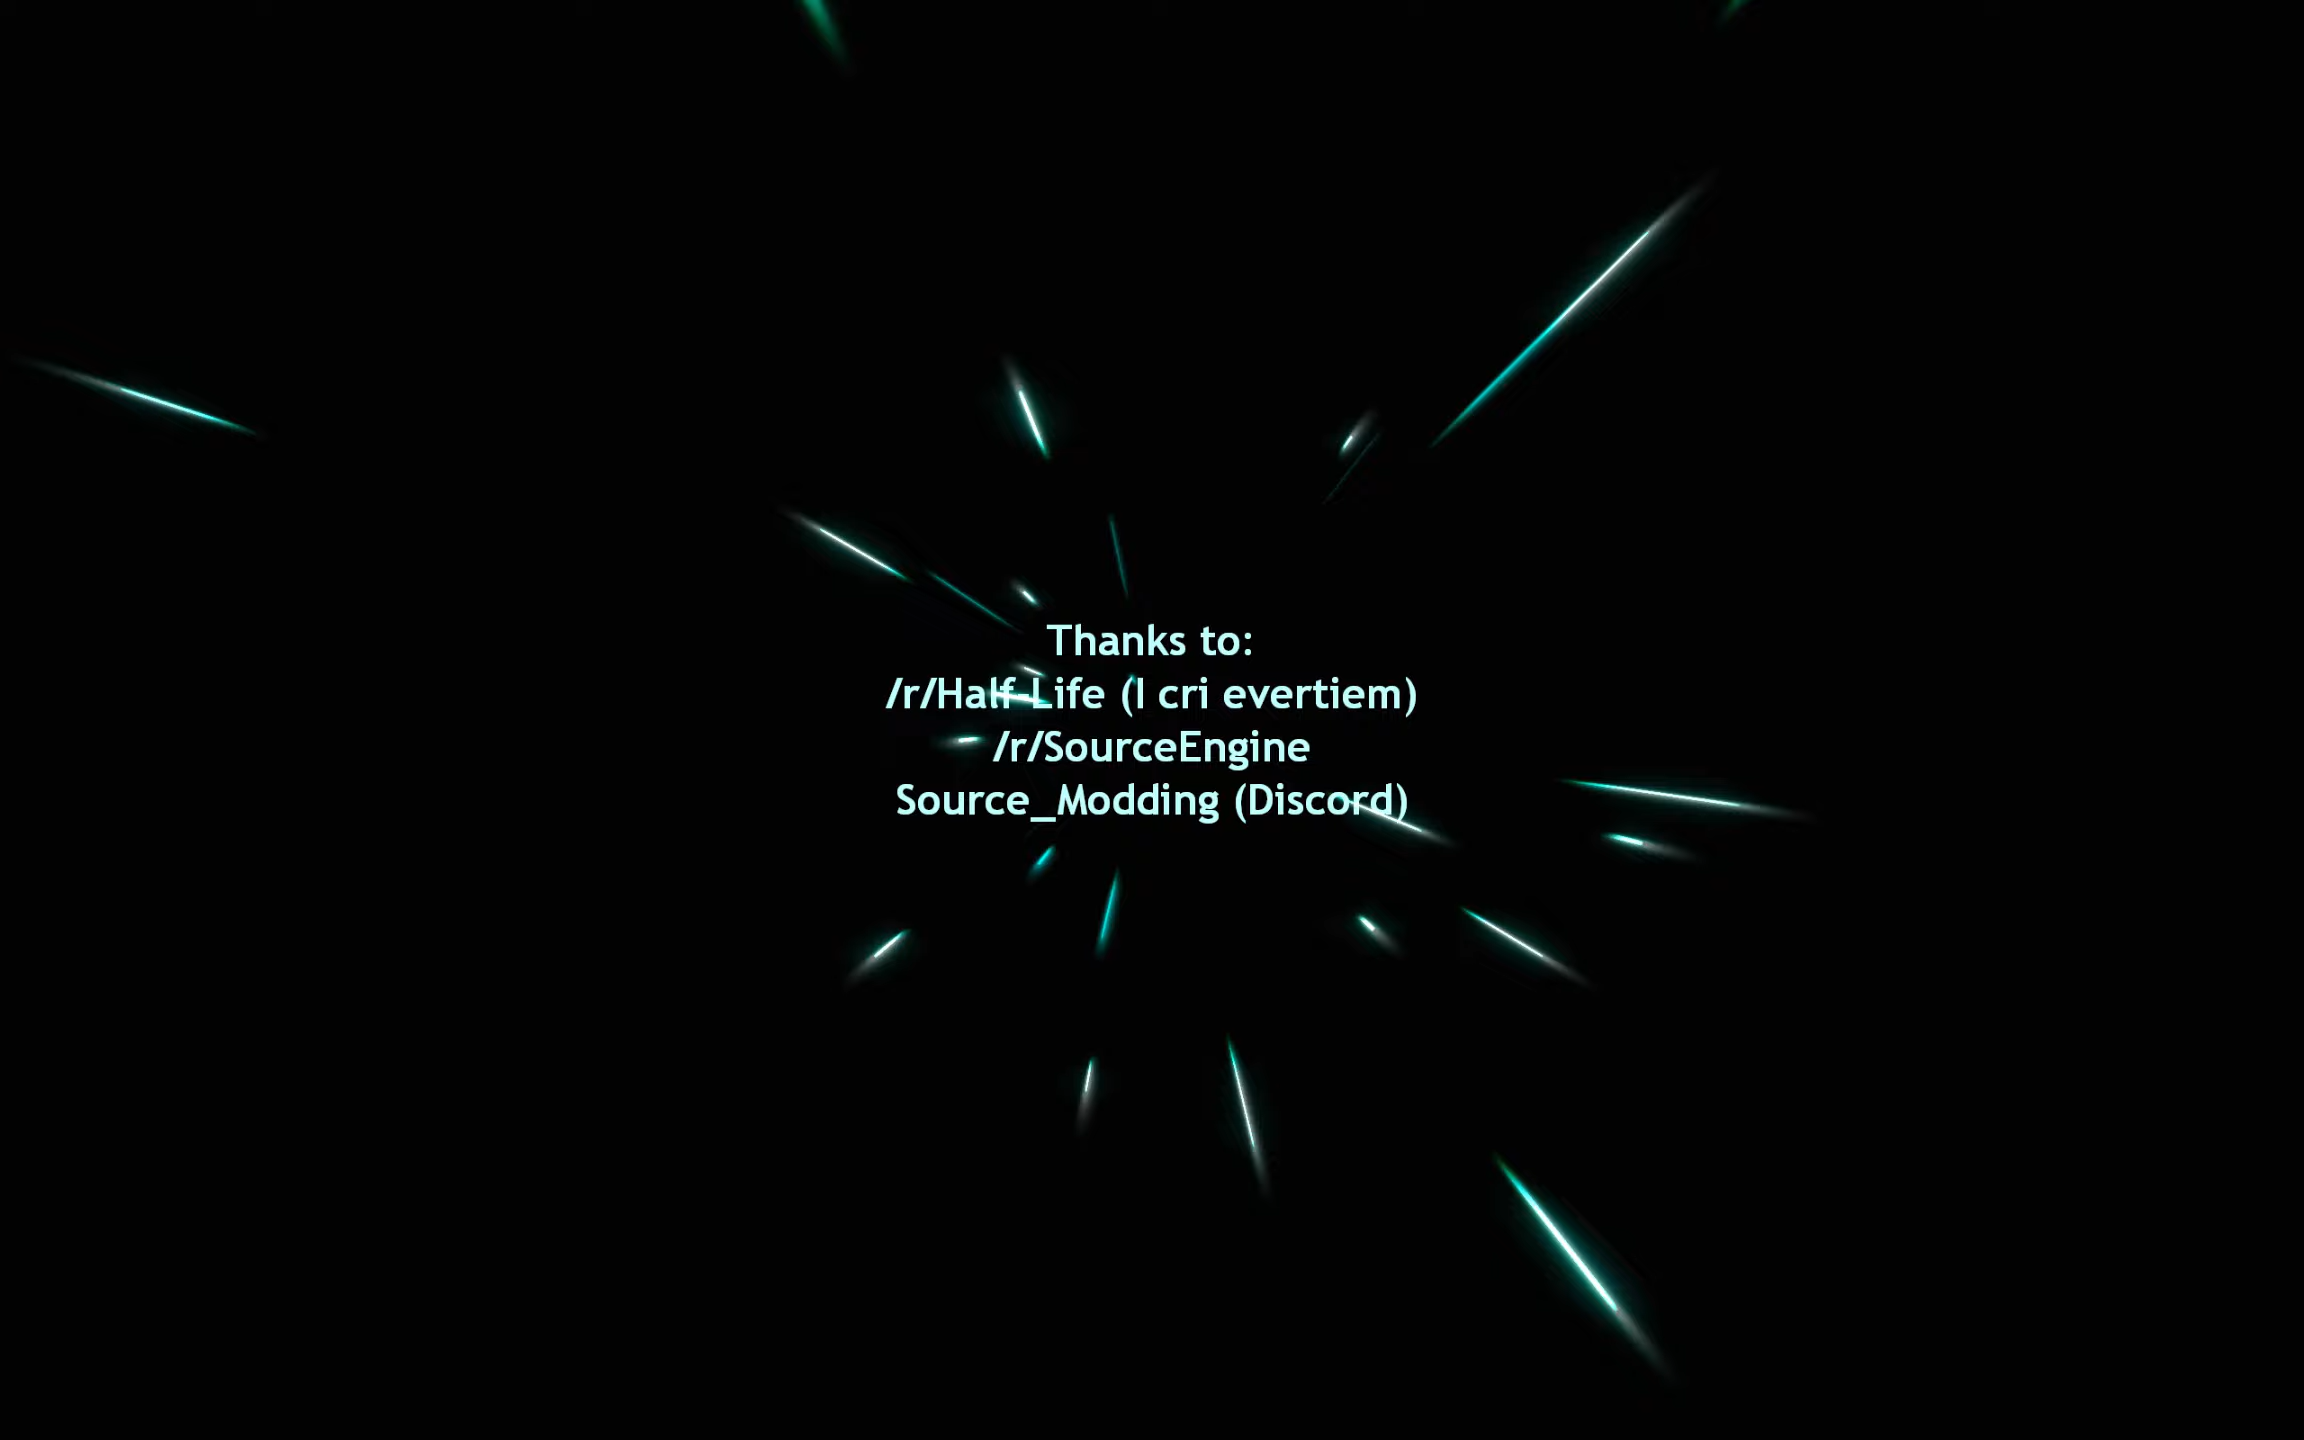 Thanks to:
/r/Half-Life (I cri evertiem)
/r/SourceEngine
Source_Modding (Discord)